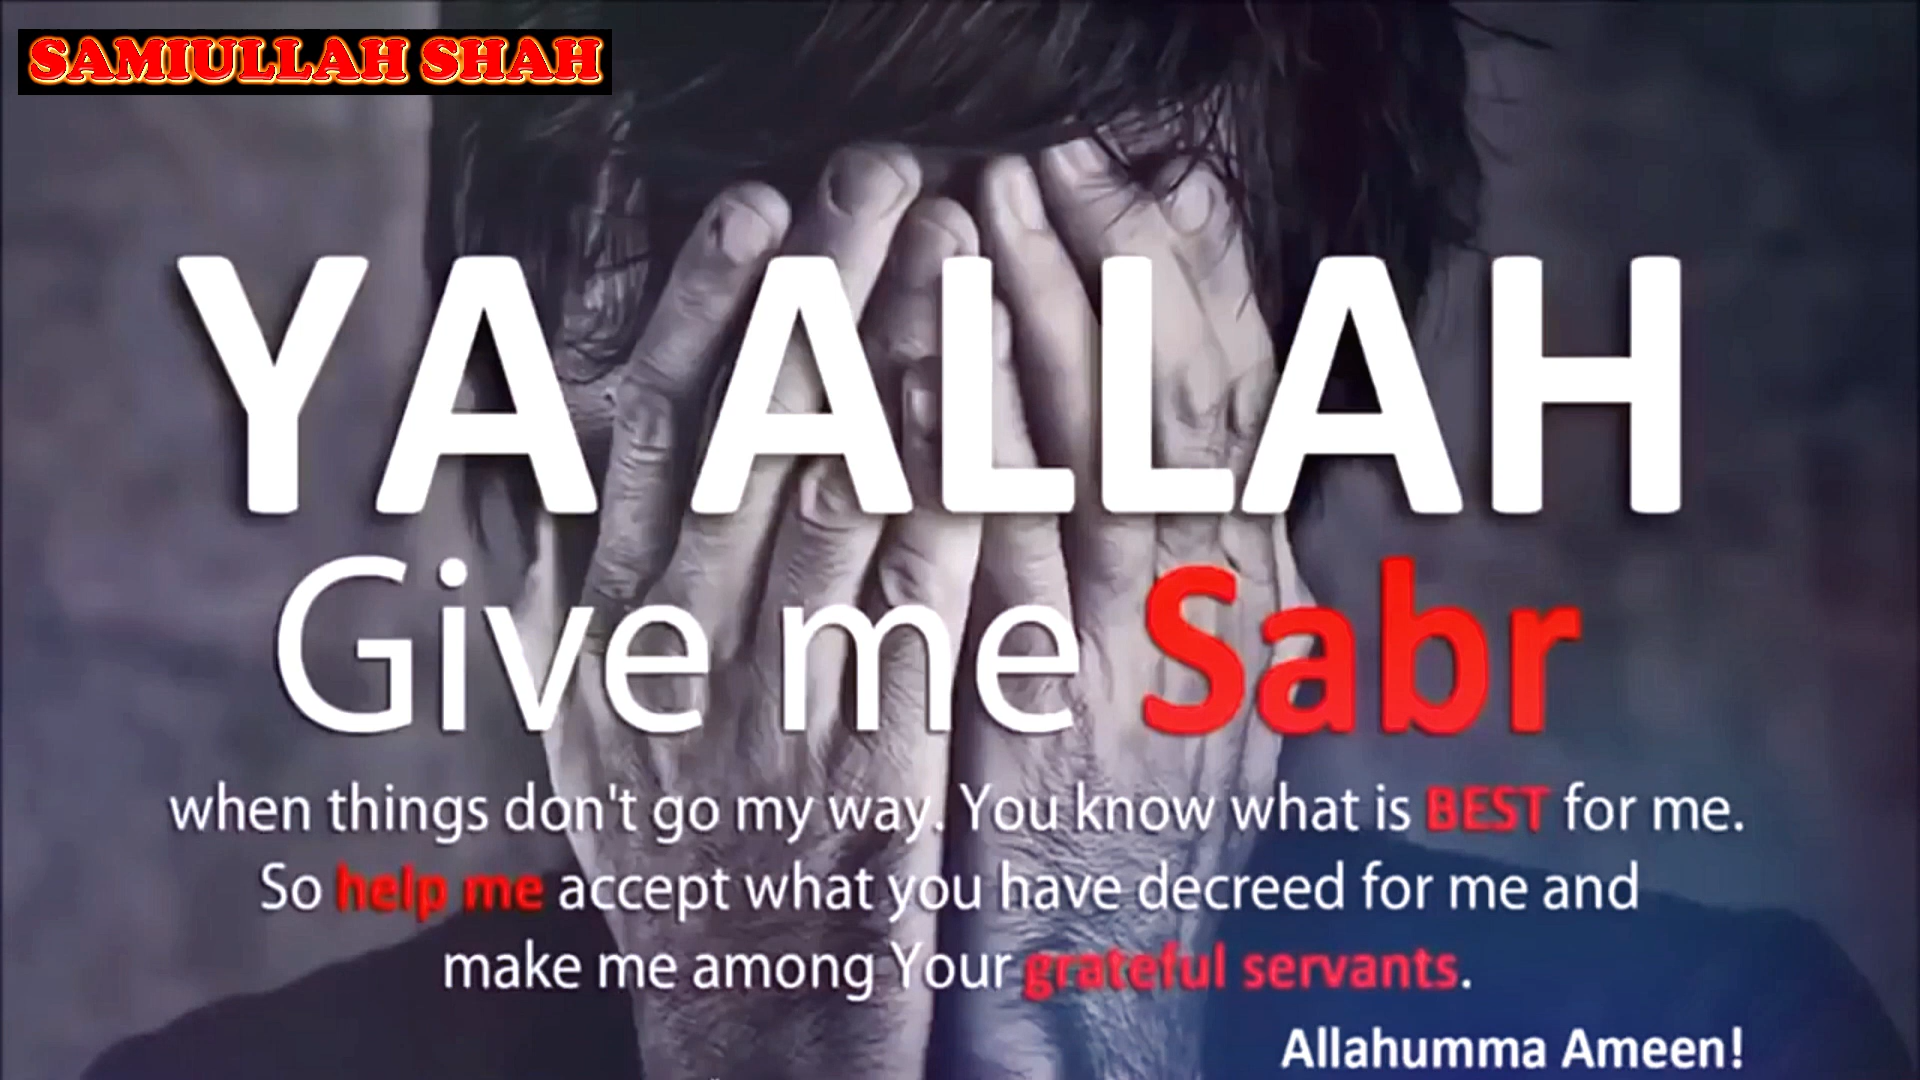 SAMIULLAH SHAH
YA ALLAH
Give me Sabr
when things don't go my way. You know what is BEST for me.
So help me accept what you have decreed for me and
make me among Your grateful servants.
Allahumma Ameen!